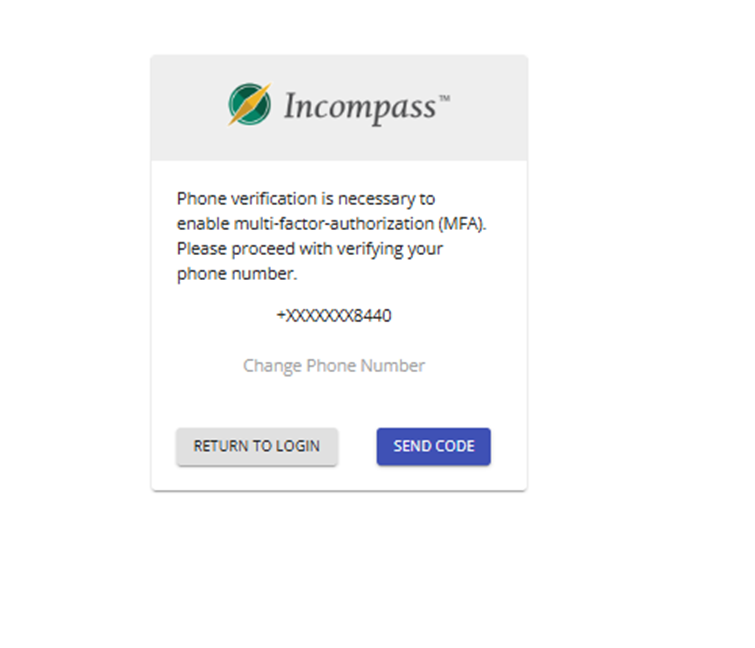 Incompass™
Phone verification is necessary to
enable multi-factor-authorization (MFA).
Please proceed with verifying your
phone number.
+XXXXXXX8440
Change Phone Number
RETURN TO LOGIN
SEND CODE